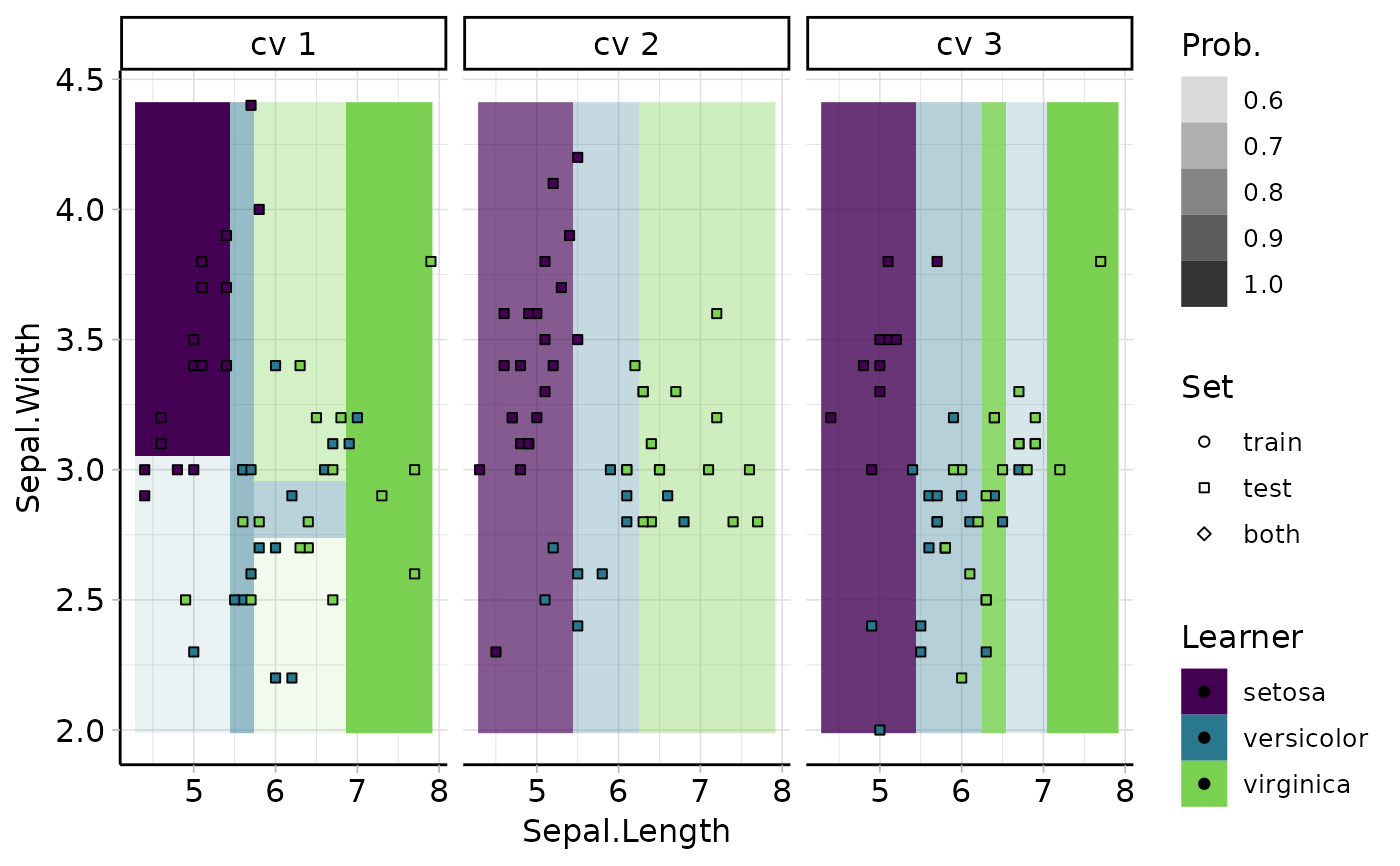 cv 1
cv 2
cv 3
4.5
4.0
3.5
3.0
2.5
2.0
Sepal.Width
5 6 7 8
5 6 7 8
5 6 7 8
Sepal.Length
Prob.
0.6
0.7
0.8
0.9
1.0
Set
train
test
both
Learner
setosa
versicolor
virginica